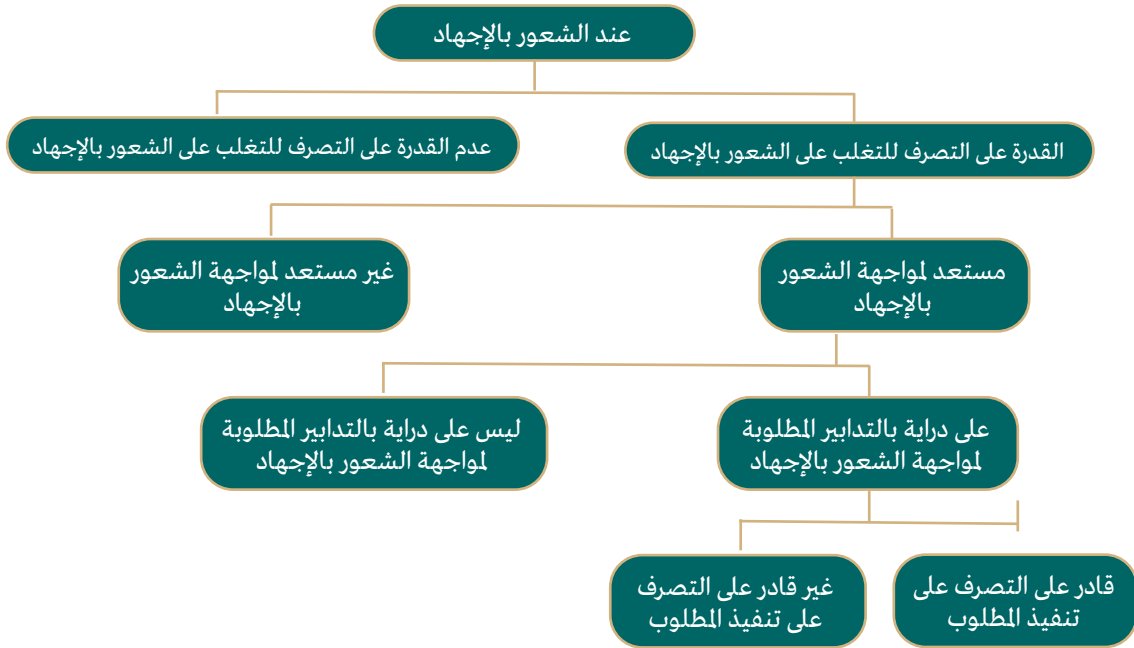 عند الشعور بالإجهاد
القدرة على التصرف للتغلب على الشعور بالإجهاد
عدم القدرة على التصرف للتغلب على الشعور بالإجهاد
مستعد لمواجهة الشعور
بالإجهاد
غير مستعد لمواجهة الشعور
بالإجهاد
على دراية بالتدابير المطلوبة
لمواجهة الشعور بالإجهاد
ليس على دراية بالتدابير المطلوبة
لمواجهة الشعور بالإجهاد
قادر على التصرف على
تنفيذ المطلوب
غير قادر على التصرف
على تنفيذ المطلوب